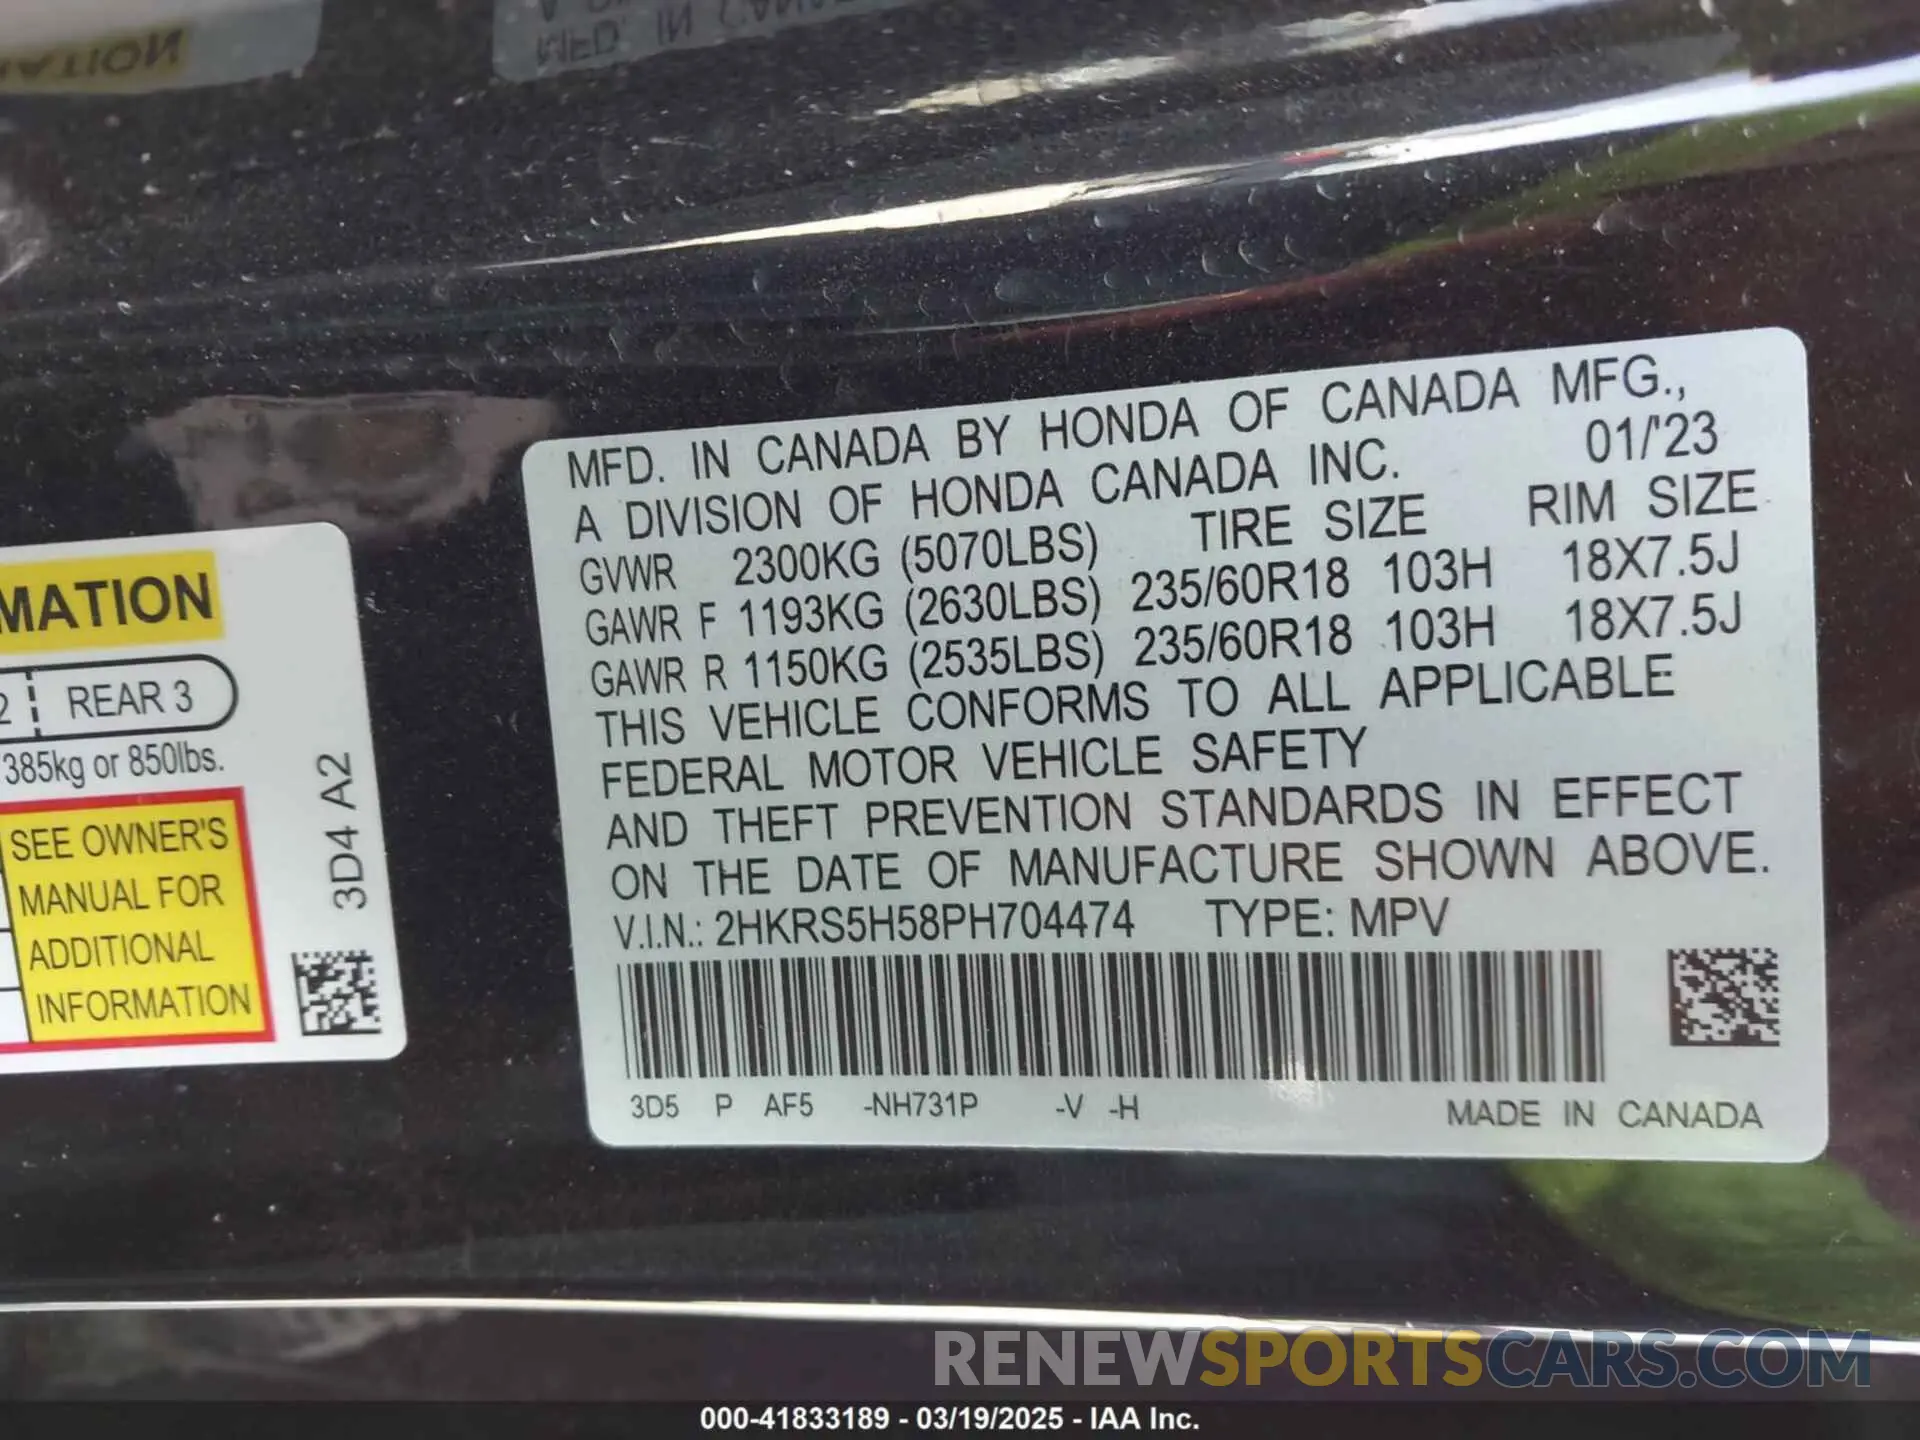 MFD. IN CANADA BY HONDA OF CANADA MFG.,
A DIVISION OF HONDA CANADA INC. 01/'23
GVWR 2300KG (5070LBS) TIRE SIZE RIM SIZE
GAWR F 1193KG (2630LBS) 235/60R18 103H 18X7.5J
GAWR R 1150KG (2535LBS) 235/60R18 103H 18X7.5J
THIS VEHICLE CONFORMS TO ALL APPLICABLE
FEDERAL MOTOR VEHICLE SAFETY
AND THEFT PREVENTION STANDARDS IN EFFECT
ON THE DATE OF MANUFACTURE SHOWN ABOVE.
V.I.N.: 2HKRS5H58PH704474 TYPE: MPV
3D5 P AF5 -NH731P -V -H MADE IN CANADA
MATION
2 REAR 3
385kg or 850lbs.
SEE OWNER'S
MANUAL FOR
ADDITIONAL
INFORMATION
3D4 A2
RENEWSPORTSCARS.COM
000-41833189 - 03/19/2025 - IAA Inc.